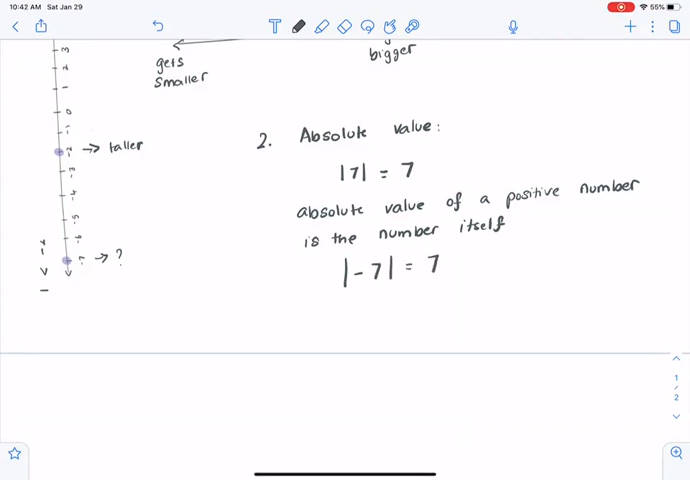 10:42 AM Sun Jan 29
55%
gets
smaller
bigger
3
2
1
0
-1
-2 → taller
-3
-4
-5
-6
-7 → ?
2. Absolute value:
|7| = 7
absolute value of a positive number
is the number itself
|-7| = 7
1
/
2